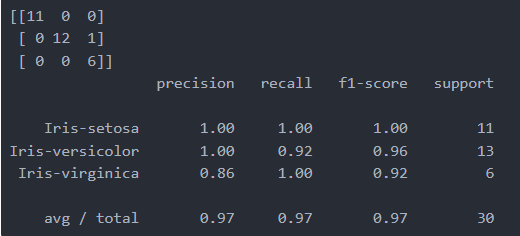 [[11  0  0]
 [ 0 12  1]
 [ 0  0  6]]
                 precision    recall  f1-score   support

    Iris-setosa       1.00      1.00      1.00        11
Iris-versicolor       1.00      0.92      0.96        13
 Iris-virginica       0.86      1.00      0.92         6

    avg / total       0.97      0.97      0.97        30